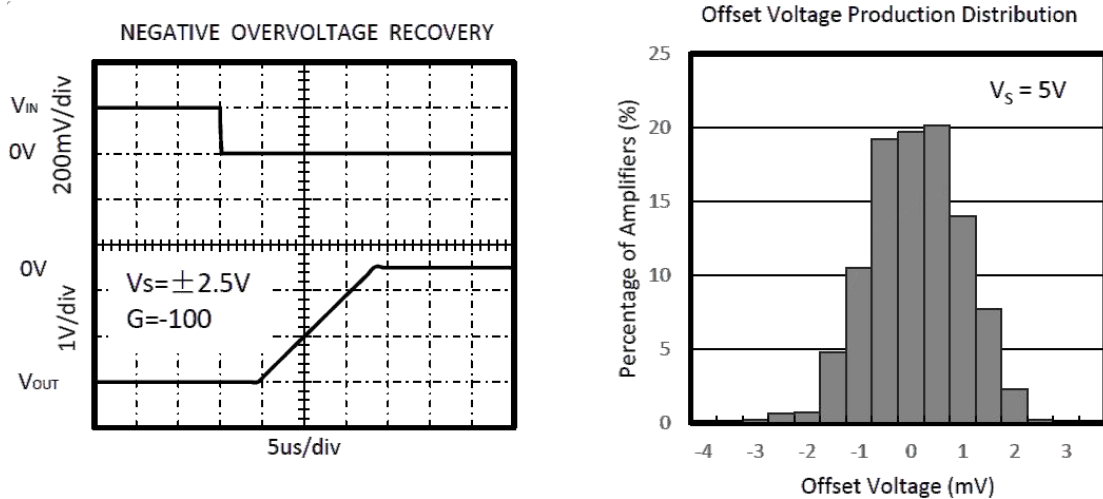 NEGATIVE OVERVOLTAGE RECOVERY
VIN
0V
200mV/div
0V
1V/div
VOUT
Vs=±2.5V
G=-100
5us/div
Offset Voltage Production Distribution
VS = 5V
Percentage of Amplifiers (%)
25
20
15
10
5
0
-4 -3 -2 -1 0 1 2 3
Offset Voltage (mV)